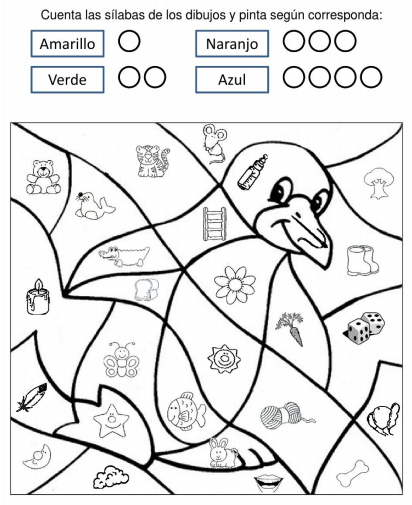 Cuenta las sílabas de los dibujos y pinta según corresponda:
Amarillo Naranjo
Verde Azul